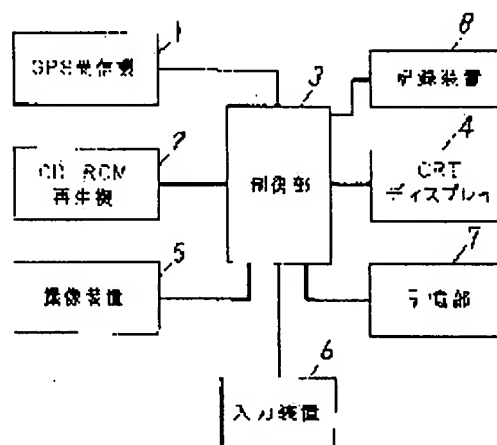 1
GPS受信機
8
記録装置
3
制御部
2
CD-ROM
再生機
4
CRT
ディスプレイ
5
撮像装置
7
6
入力装置